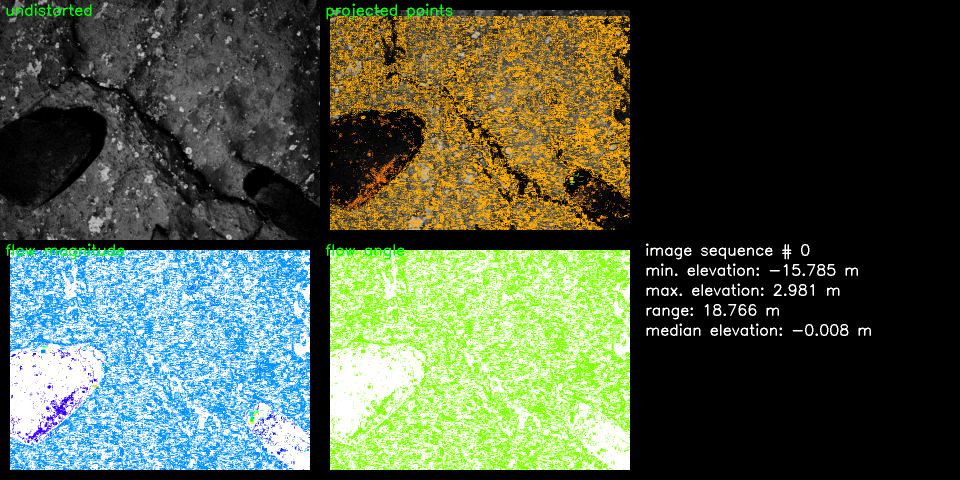 undistorted
projected points
flow magnitude
flow angle
image sequence # 0
min. elevation: -15.785 m
max. elevation: 2.981 m
range: 18.766 m
median elevation: -0.008 m